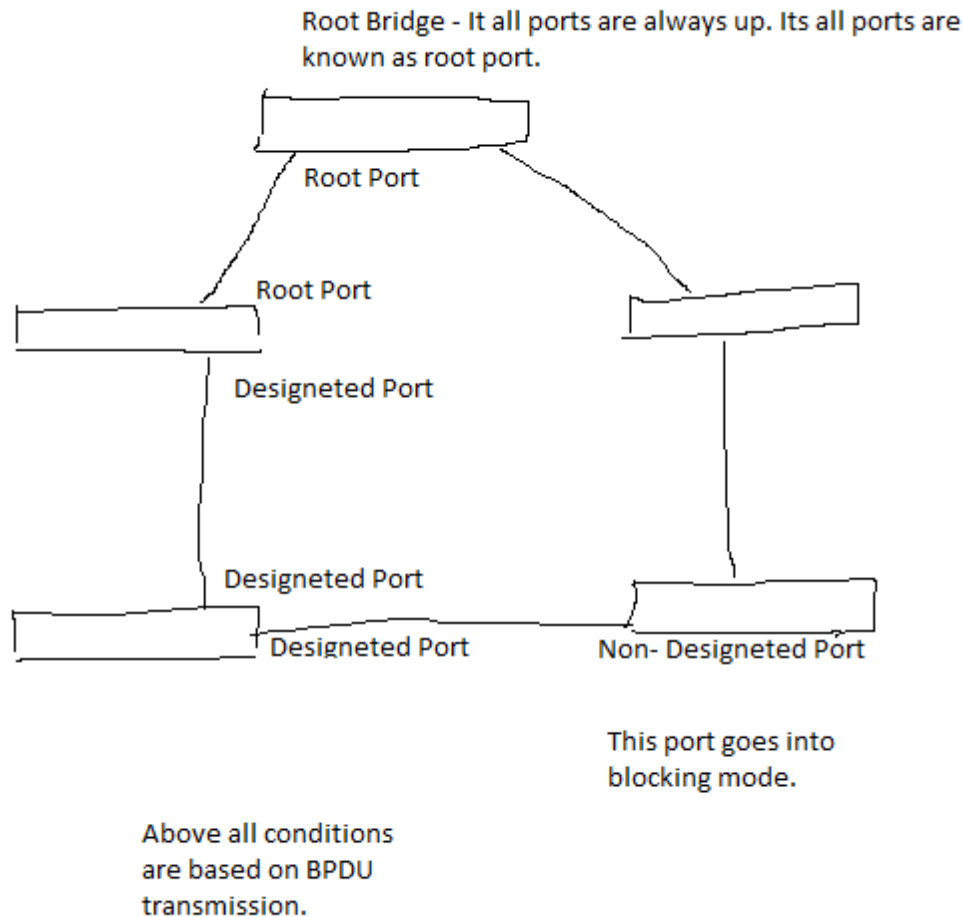 Root Bridge - It all ports are always up. Its all ports are
known as root port.
Root Port
Root Port
Designeted Port
Designeted Port
Designeted Port
Non- Designeted Port
This port goes into
blocking mode.
Above all conditions
are based on BPDU
transmission.